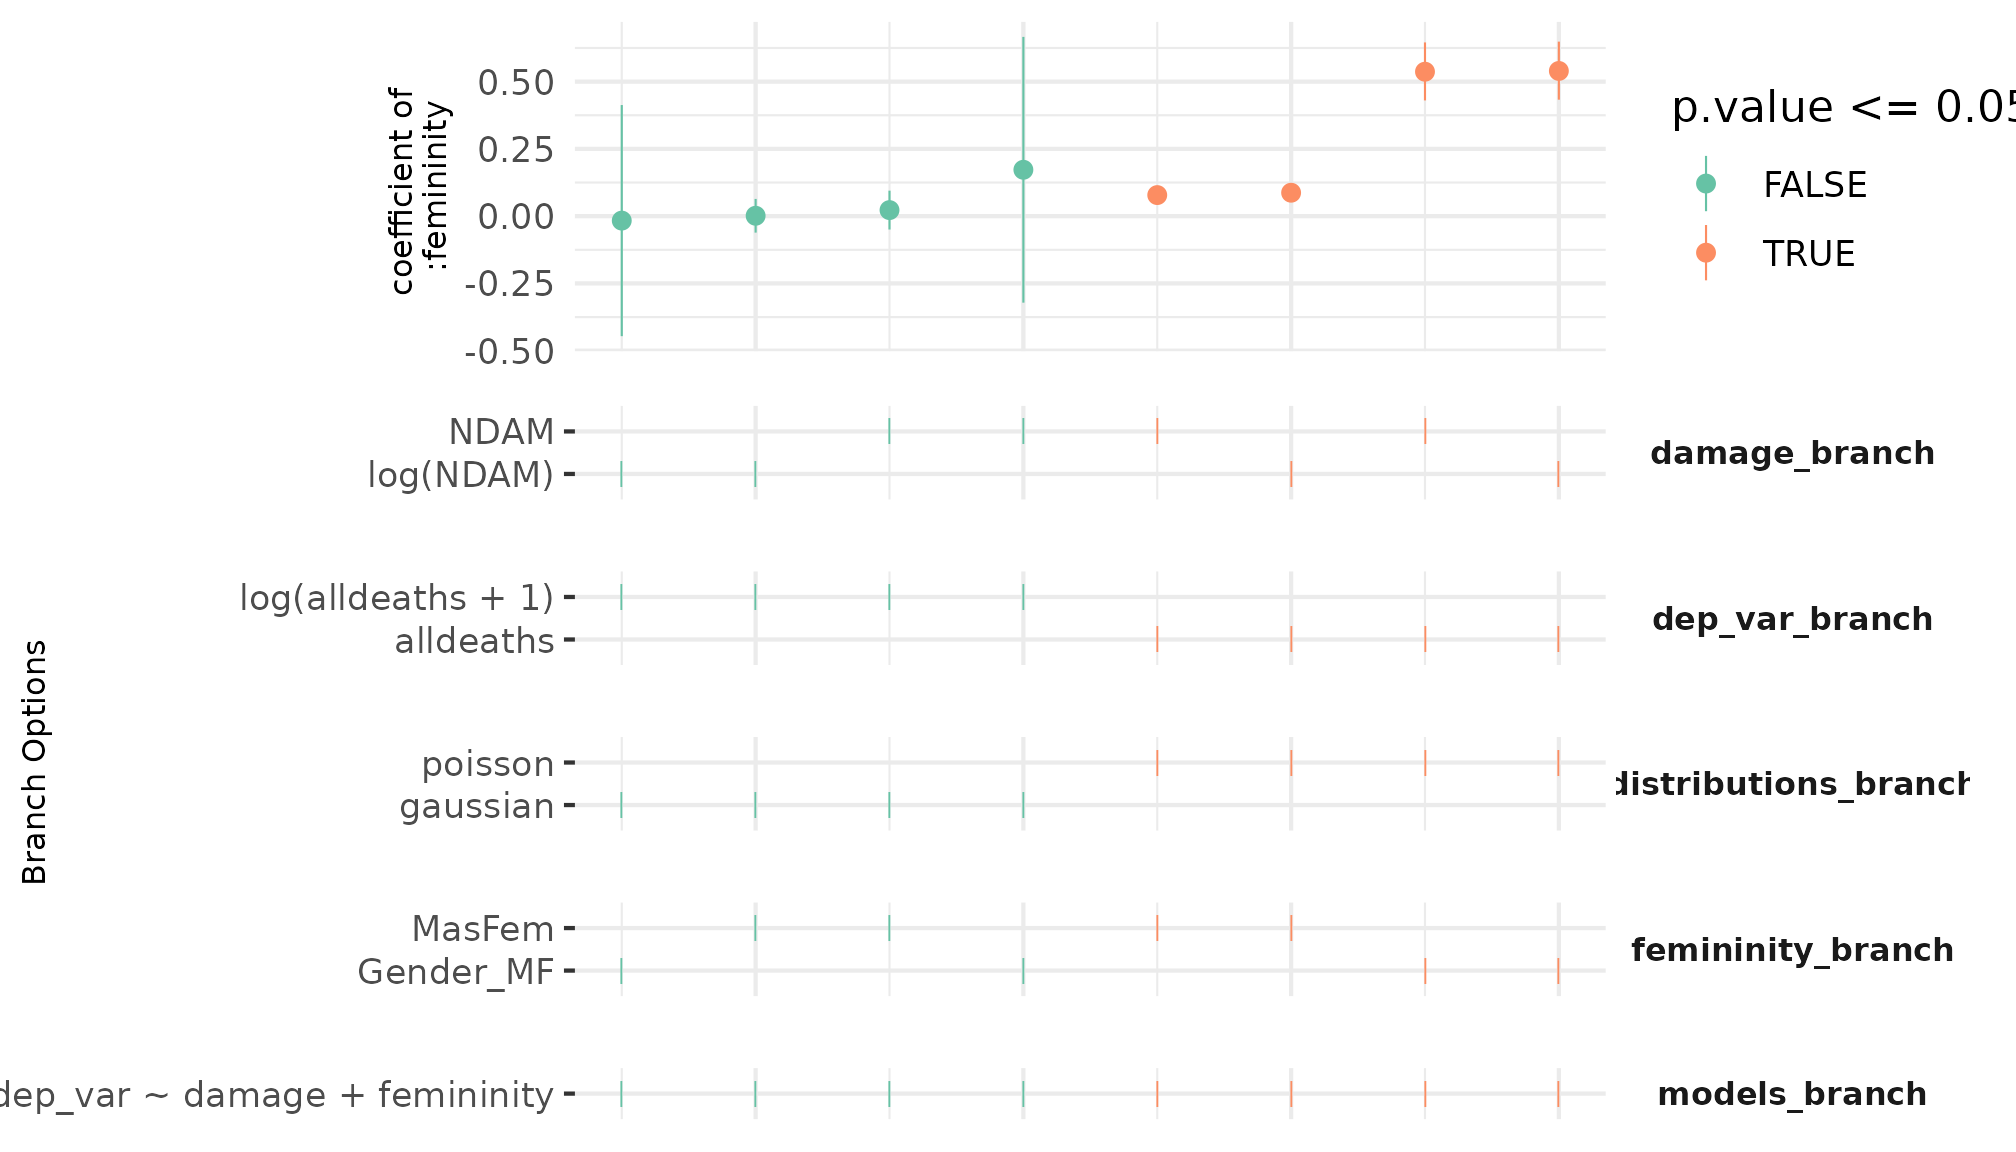 coefficient of
:femininity
0.50
0.25
0.00
-0.25
-0.50
p.value <= 0.05
FALSE
TRUE
NDAM
log(NDAM)
damage_branch
log(alldeaths + 1)
alldeaths
dep_var_branch
Branch Options
poisson
gaussian
distributions_branch
MasFem
Gender_MF
femininity_branch
dep_var ~ damage + femininity
models_branch